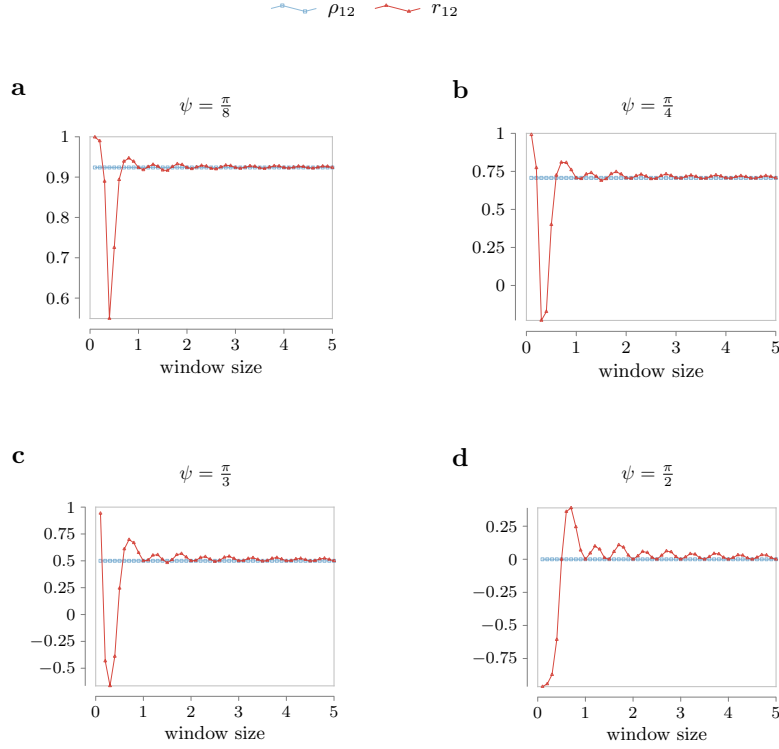 ρ₁₂ r₁₂
a
ψ = π/8
1
0.9
0.8
0.7
0.6
0 1 2 3 4 5
window size
b
ψ = π/4
1
0.75
0.5
0.25
0
0 1 2 3 4 5
window size
c
ψ = π/3
1
0.75
0.5
0.25
0
−0.25
−0.5
0 1 2 3 4 5
window size
d
ψ = π/2
0.25
0
−0.25
−0.5
−0.75
0 1 2 3 4 5
window size